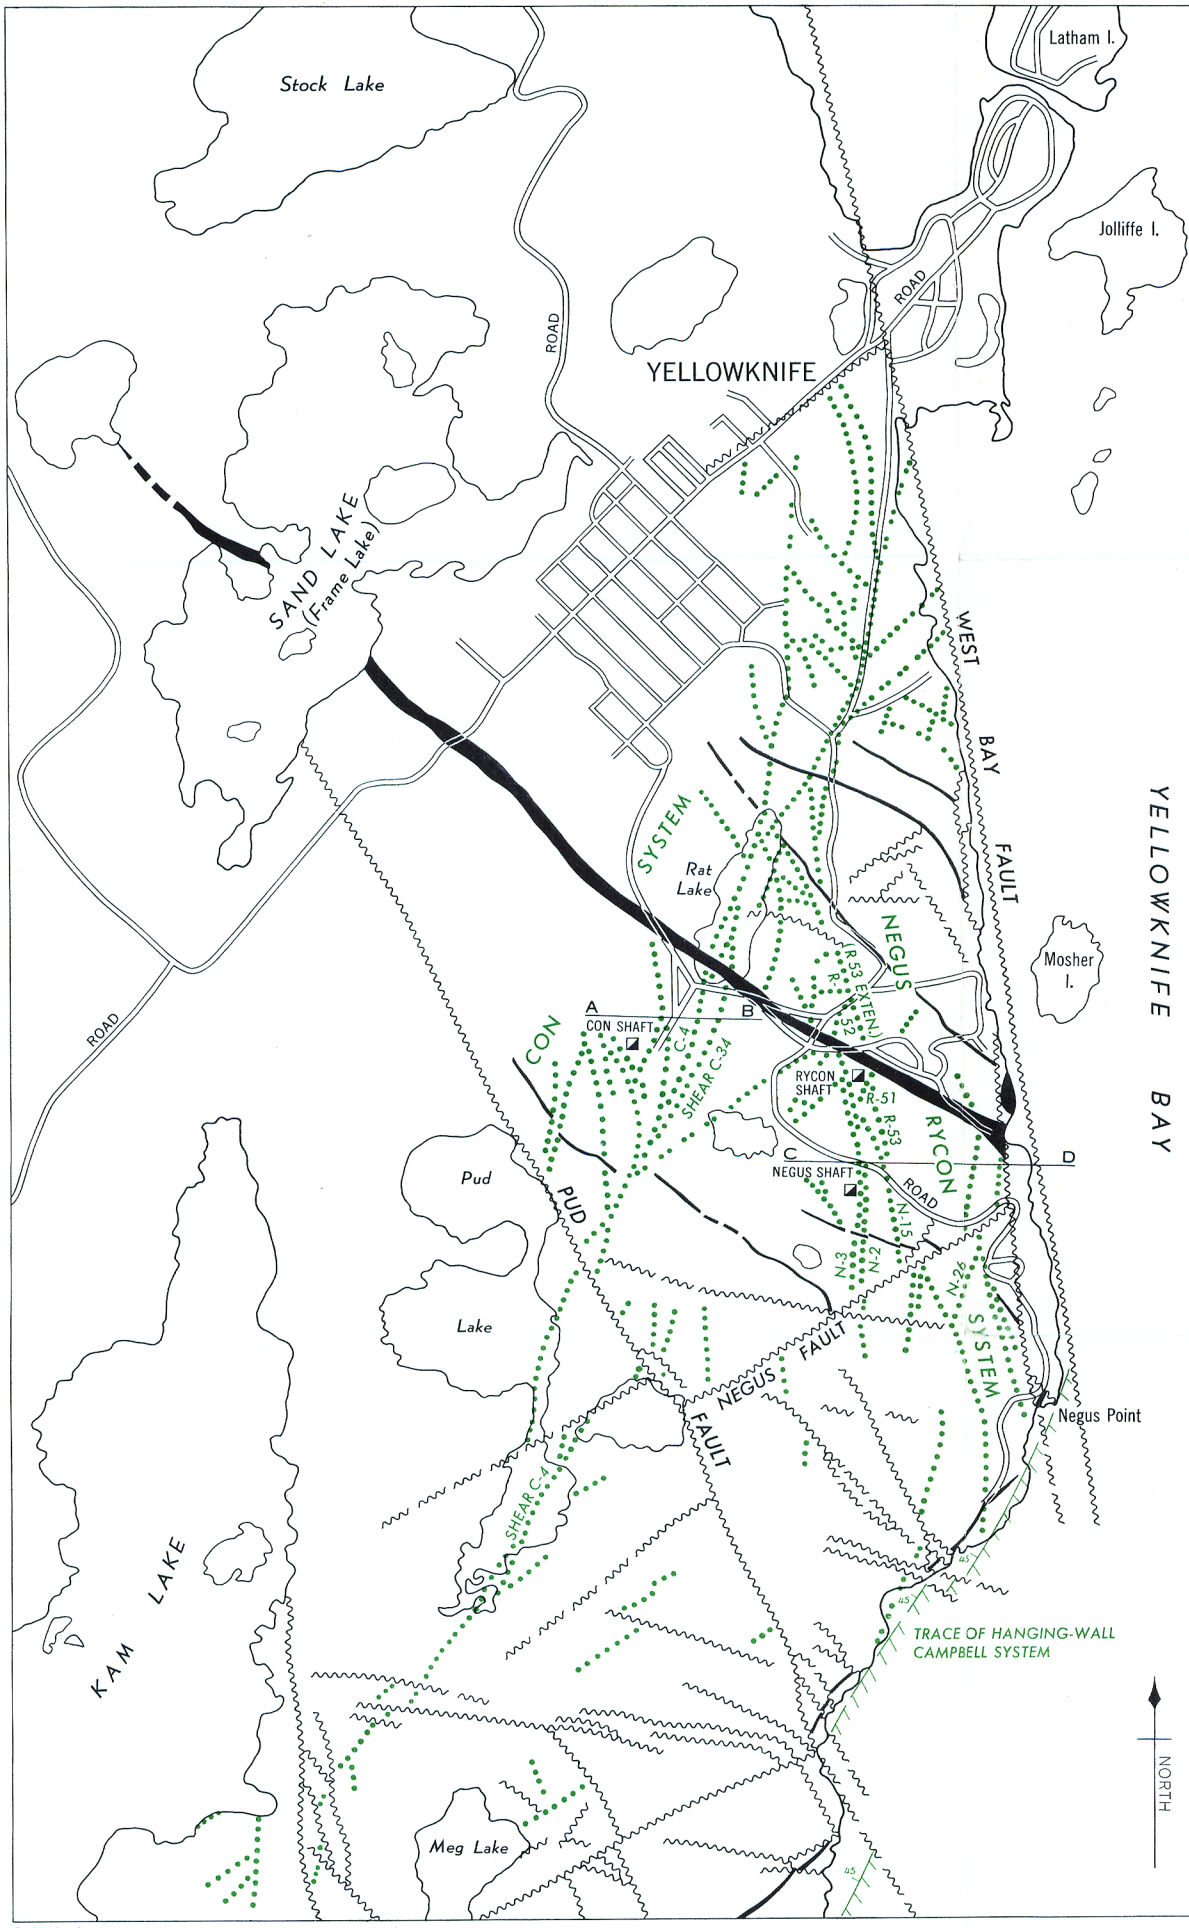 Latham I.
Stock Lake
Jolliffe I.
ROAD
ROAD
YELLOWKNIFE
SAND LAKE
(Frame Lake)
WEST BAY FAULT
YELLOWKNIFE BAY
SYSTEM
Rat
Lake
NEGUS
Mosher
I.
(R 53 EXTEN.)
R-52
A
B
CON SHAFT
CON
C-4
SHEAR C-34
ROAD
RYCON
SHAFT
R-51
R-53
RYCON
C
D
NEGUS SHAFT
ROAD
Pud
PUD
N-15
N-3
N-2
N-26
SYSTEM
Lake
NEGUS FAULT
FAULT
Negus Point
SHEAR C-4
KAM LAKE
45
45
TRACE OF HANGING-WALL
CAMPBELL SYSTEM
NORTH
Meg Lake
45